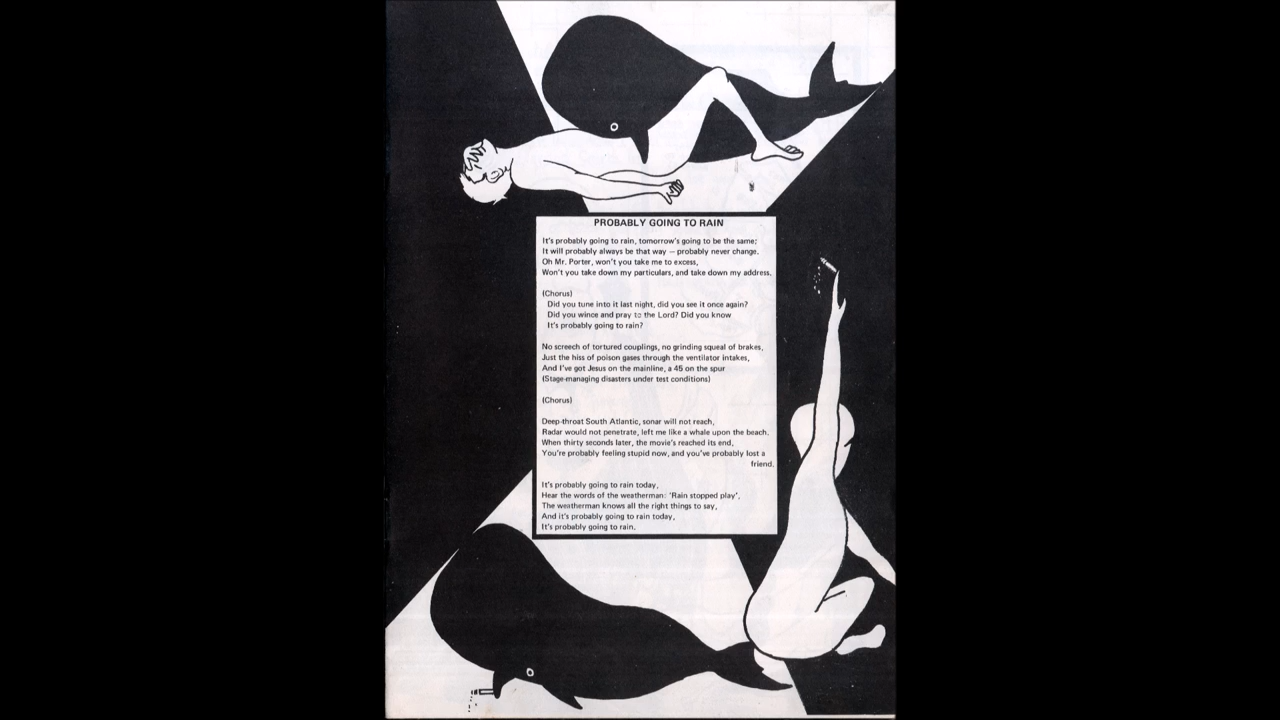 PROBABLY GOING TO RAIN
It's probably going to rain, tomorrow's going to be the same;
It will probably always be that way — probably never change.
Oh Mr. Porter, won't you take me to excess,
Won't you take down my particulars, and take down my address.
(Chorus)
Did you tune into it last night, did you see it once again?
Did you wince and pray to the Lord? Did you know
It's probably going to rain?
No screech of tortured couplings, no grinding squeal of brakes,
Just the hiss of poison gases through the ventilator intakes,
And I've got Jesus on the mainline, a 45 on the spur
(Stage-managing disasters under test conditions)
(Chorus)
Deep-throat South Atlantic, sonar will not reach,
Radar would not penetrate, left me like a whale upon the beach.
When thirty seconds later, the movie's reached its end,
You're probably feeling stupid now, and you've probably lost a
friend.
It's probably going to rain today,
Hear the words of the weatherman: 'Rain stopped play',
The weatherman knows all the right things to say,
And it's probably going to rain today,
It's probably going to rain.